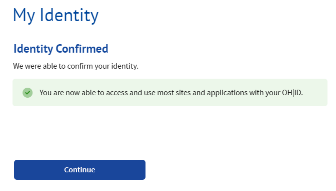 My Identity
Identity Confirmed
We were able to confirm your identity.
You are now able to access and use most sites and applications with your OH|ID.
Continue